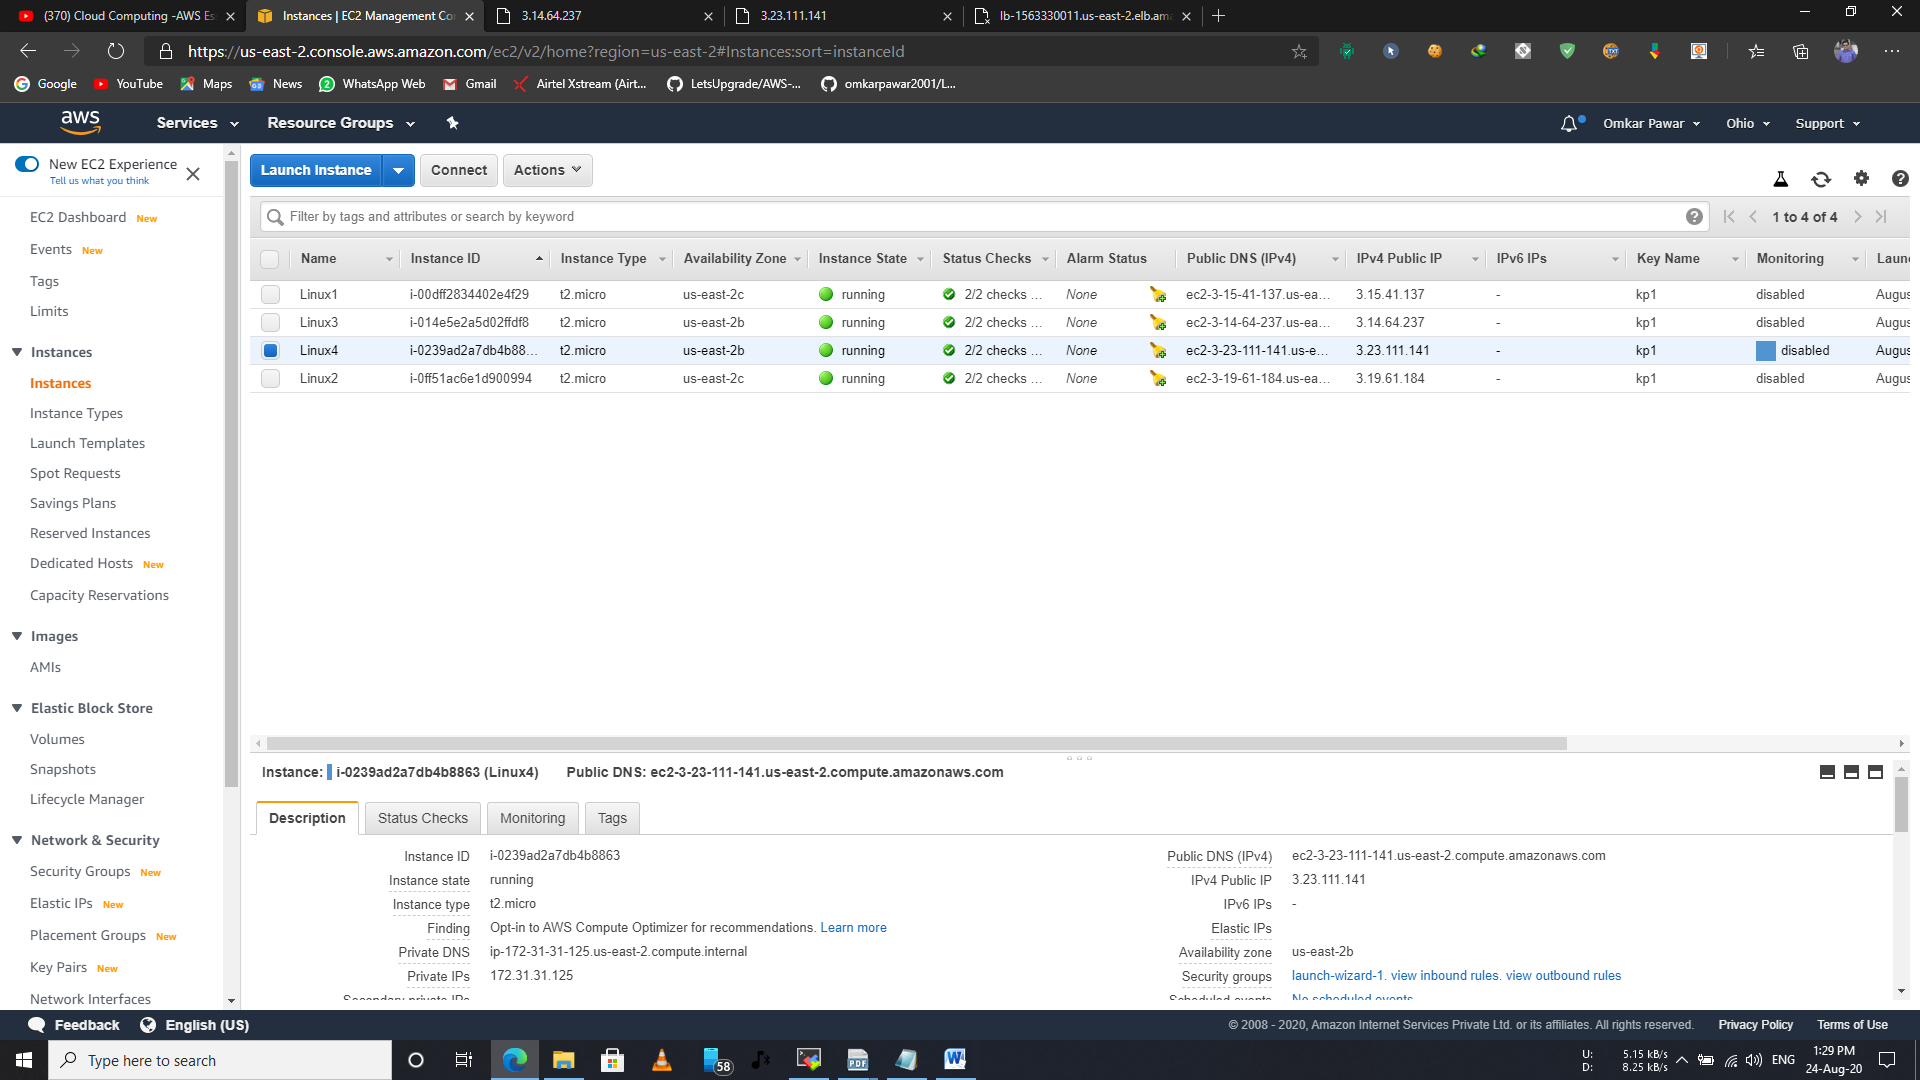 (370) Cloud Computing -AWS Es
Instances | EC2 Management Co
3.14.64.237
3.23.111.141
lb-1563330011.us-east-2.elb.am
https://us-east-2.console.aws.amazon.com/ec2/v2/home?region=us-east-2#Instances:sort=instanceId
Google YouTube Maps News WhatsApp Web Gmail Airtel Xstream (Airt... LetsUpgrade/AWS-... omkarpawar2001/L...
aws Services Resource Groups Omkar Pawar Ohio Support
New EC2 Experience
Tell us what you think
EC2 Dashboard New
Events New
Tags
Limits
Instances
Instances
Instance Types
Launch Templates
Spot Requests
Savings Plans
Reserved Instances
Dedicated Hosts New
Capacity Reservations
Images
AMIs
Elastic Block Store
Volumes
Snapshots
Lifecycle Manager
Network & Security
Security Groups New
Elastic IPs New
Placement Groups New
Key Pairs New
Network Interfaces
Launch Instance Connect Actions
Filter by tags and attributes or search by keyword 1 to 4 of 4
Name Instance ID Instance Type Availability Zone Instance State Status Checks Alarm Status Public DNS (IPv4) IPv4 Public IP IPv6 IPs Key Name Monitoring Laun
Linux1 i-00dff2834402e4f29 t2.micro us-east-2c running 2/2 checks ... None ec2-3-15-41-137.us-ea... 3.15.41.137 - kp1 disabled Augus
Linux3 i-014e5e2a5d02ffdf8 t2.micro us-east-2b running 2/2 checks ... None ec2-3-14-64-237.us-ea... 3.14.64.237 - kp1 disabled Augus
Linux4 i-0239ad2a7db4b88... t2.micro us-east-2b running 2/2 checks ... None ec2-3-23-111-141.us-e... 3.23.111.141 - kp1 disabled Augus
Linux2 i-0ff51ac6e1d900994 t2.micro us-east-2c running 2/2 checks ... None ec2-3-19-61-184.us-ea... 3.19.61.184 - kp1 disabled Augus
Instance: i-0239ad2a7db4b8863 (Linux4) Public DNS: ec2-3-23-111-141.us-east-2.compute.amazonaws.com
Description Status Checks Monitoring Tags
Instance ID i-0239ad2a7db4b8863
Instance state running
Instance type t2.micro
Finding Opt-in to AWS Compute Optimizer for recommendations. Learn more
Private DNS ip-172-31-31-125.us-east-2.compute.internal
Private IPs 172.31.31.125
Secondary private IPs
Public DNS (IPv4) ec2-3-23-111-141.us-east-2.compute.amazonaws.com
IPv4 Public IP 3.23.111.141
IPv6 IPs -
Elastic IPs
Availability zone us-east-2b
Security groups launch-wizard-1. view inbound rules. view outbound rules
Scheduled events No scheduled events
Feedback English (US) © 2008 - 2020, Amazon Internet Services Private Ltd. or its affiliates. All rights reserved. Privacy Policy Terms of Use
Type here to search
58
PDF
U: 5.15 kB/s
D: 8.25 kB/s
ENG
1:29 PM
24-Aug-20